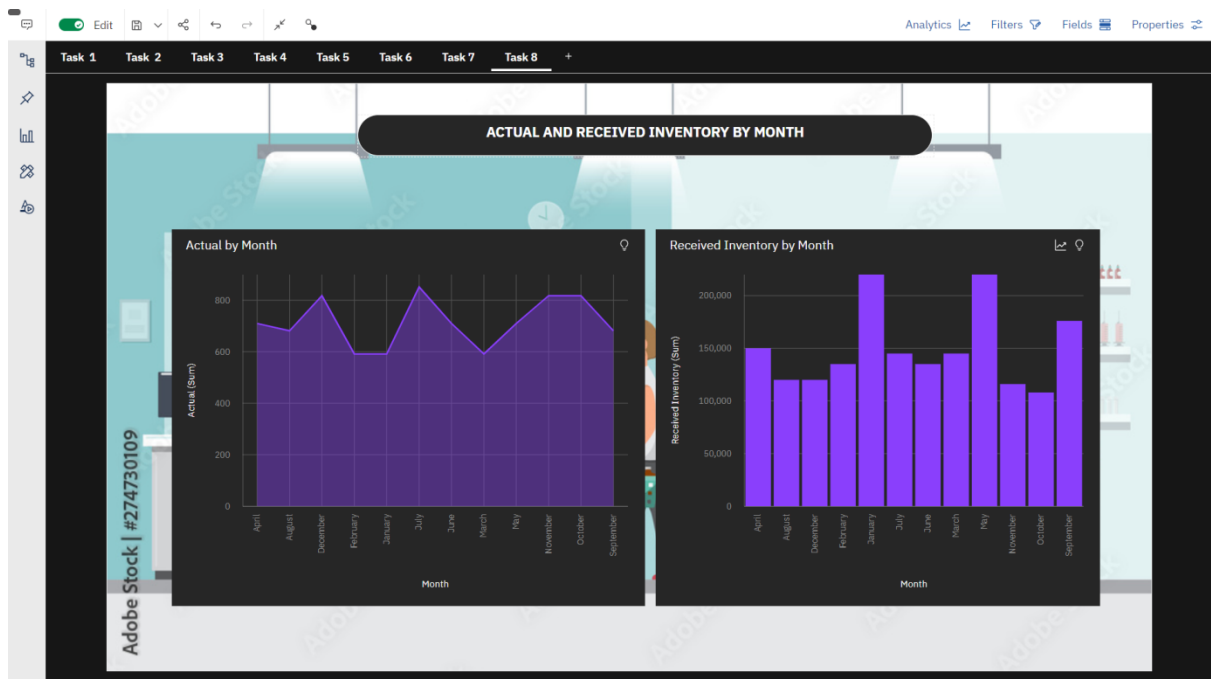 Edit
Analytics
Filters
Fields
Properties
Task 1
Task 2
Task 3
Task 4
Task 5
Task 6
Task 7
Task 8
+
ACTUAL AND RECEIVED INVENTORY BY MONTH
Actual by Month
800
600
400
200
0
Actual (Sum)
April
August
December
February
January
July
June
March
May
November
October
September
Month
Received Inventory by Month
200,000
150,000
100,000
50,000
0
Received Inventory (Sum)
April
August
December
February
January
July
June
March
May
November
October
September
Month
Adobe Stock | #274730109